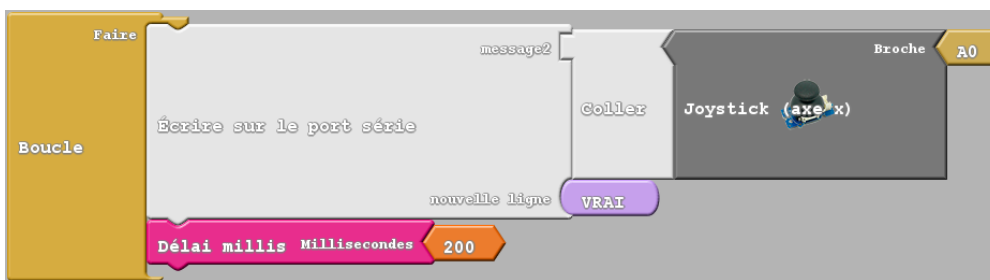 Faire
message2
Broche
A0
Coller
Joystick (axe x)
Écrire sur le port série
Boucle
nouvelle ligne
VRAI
Délai millis Millisecondes
200